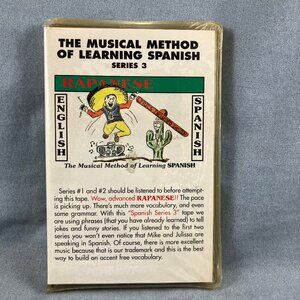 THE MUSICAL METHOD
OF LEARNING SPANISH
SERIES 3
RAPANESE
ENGLISH
SPANISH
The Musical Method of Learning SPANISH
Series #1 and #2 should be listened to before attempt-
ing this tape. Wow, advanced RAPANESE!! The pace
is picking up. There's much more vocabulary, and even
some grammar. With this "Spanish Series 3" tape we
are using phrases (that you have already learned) to tell
jokes and funny stories. If you listened to the first two
series you won't even notice that Mike and Julissa are
speaking in Spanish. Of course, there is more excellent
music because that is our trademark and this is the best
way to build an accent free vocabulary.